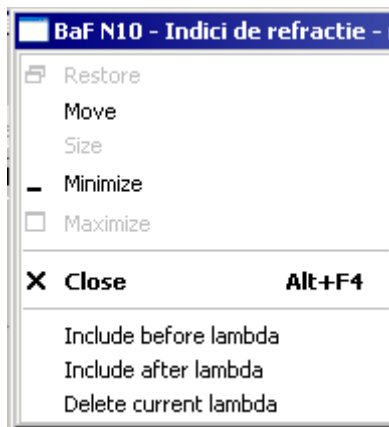 BaF N10 - Indici de refractie -
Restore
Move
Size
Minimize
Maximize
Close Alt+F4
Include before lambda
Include after lambda
Delete current lambda